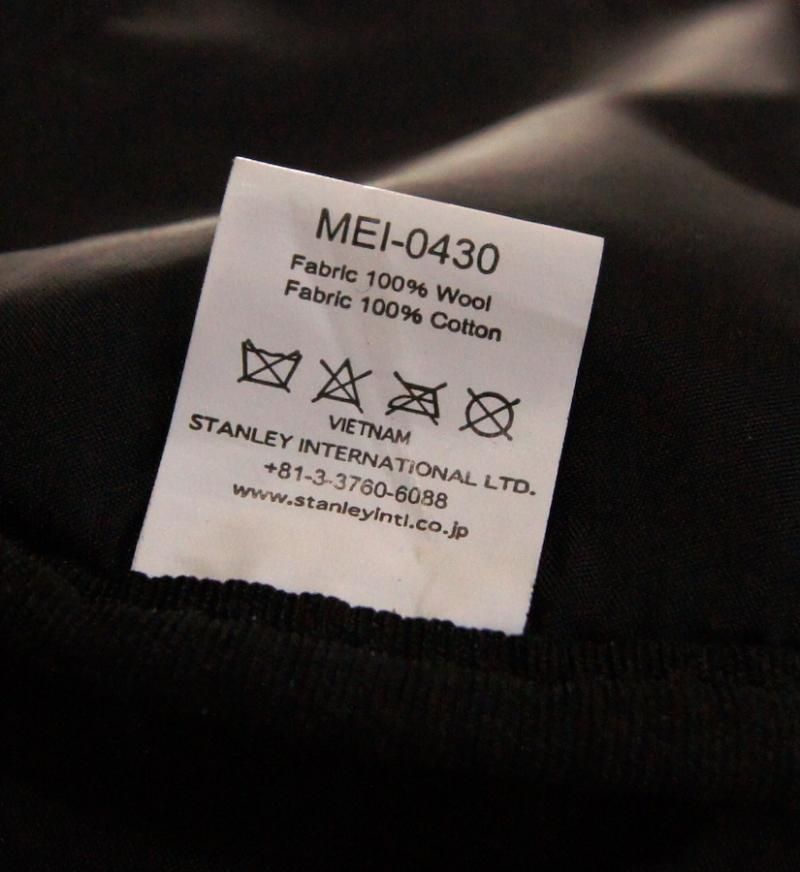 MEI-0430
Fabric 100% Wool
Fabric 100% Cotton
VIETNAM
STANLEY INTERNATIONAL LTD.
+81-3-3760-6088
www.stanleyintl.co.jp